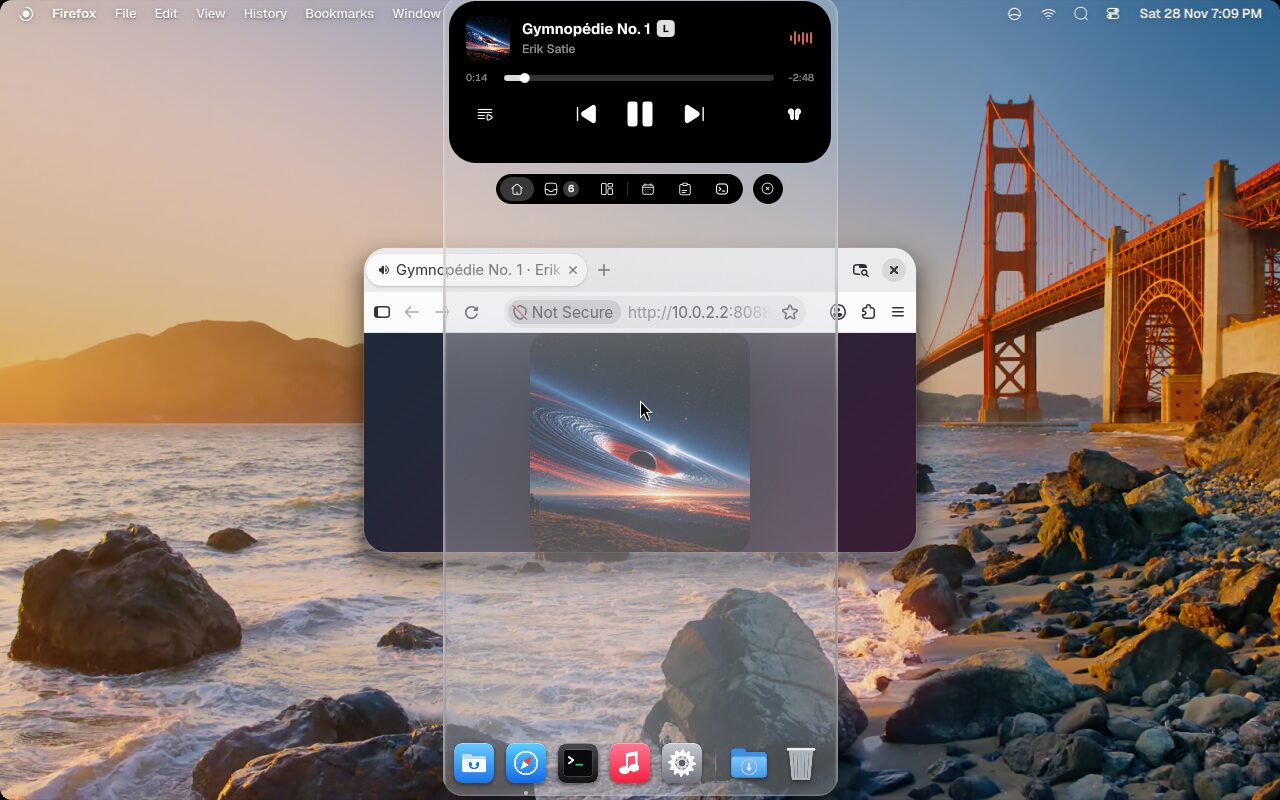 Firefox File Edit View History Bookmarks Window
Sat 28 Nov 7:09 PM
Gymnopédie No. 1 L
Erik Satie
0:14
-2:48
6
Gymnopédie No. 1 · Erik
Not Secure http://10.0.2.2:8088
>_